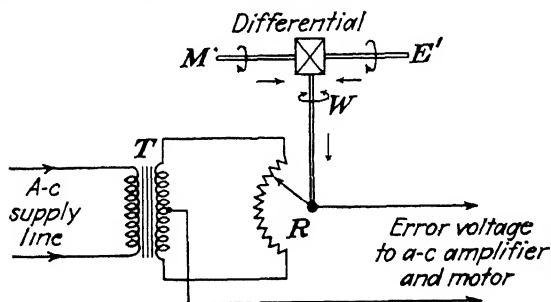 Differential
M
E'
W
T
A-c
supply
line
R
Error voltage
to a-c amplifier
and motor